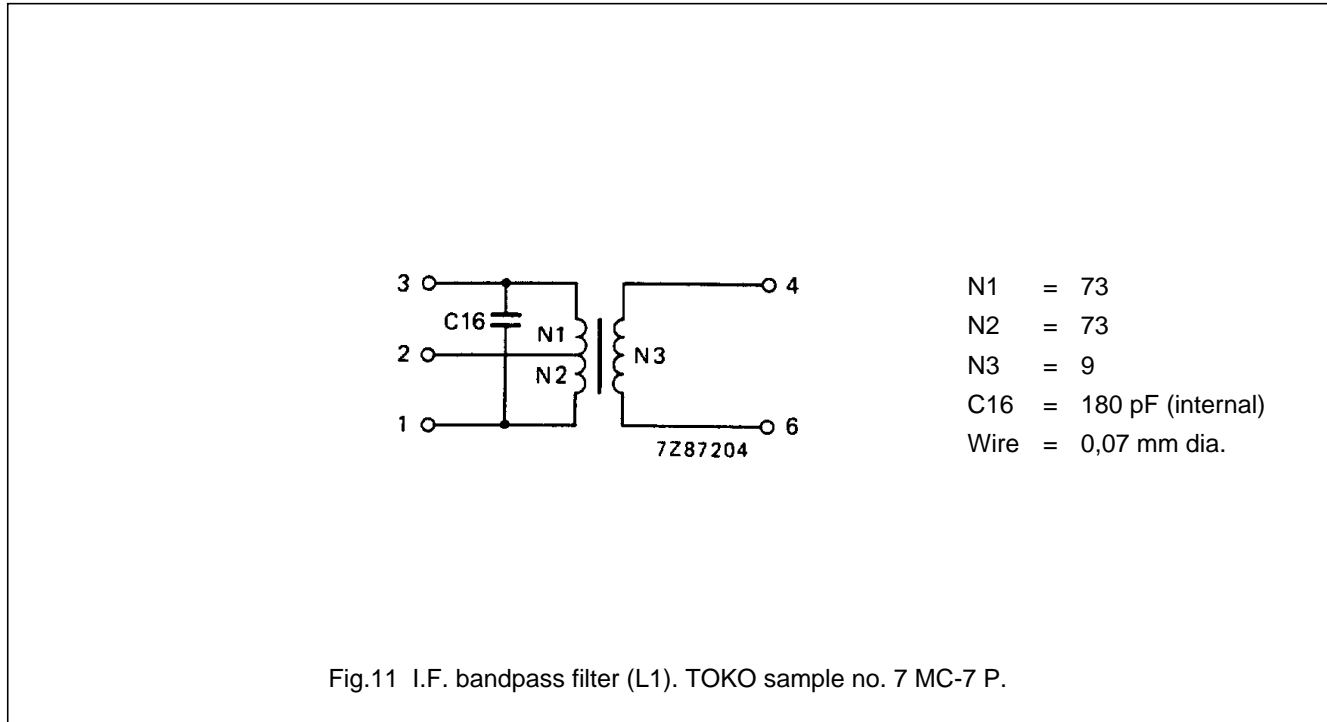 3
4
C16
N1
2
N3
N2
1
6
7Z87204
N1 = 73
N2 = 73
N3 = 9
C16 = 180 pF (internal)
Wire = 0,07 mm dia.
Fig.11 I.F. bandpass filter (L1). TOKO sample no. 7 MC-7 P.